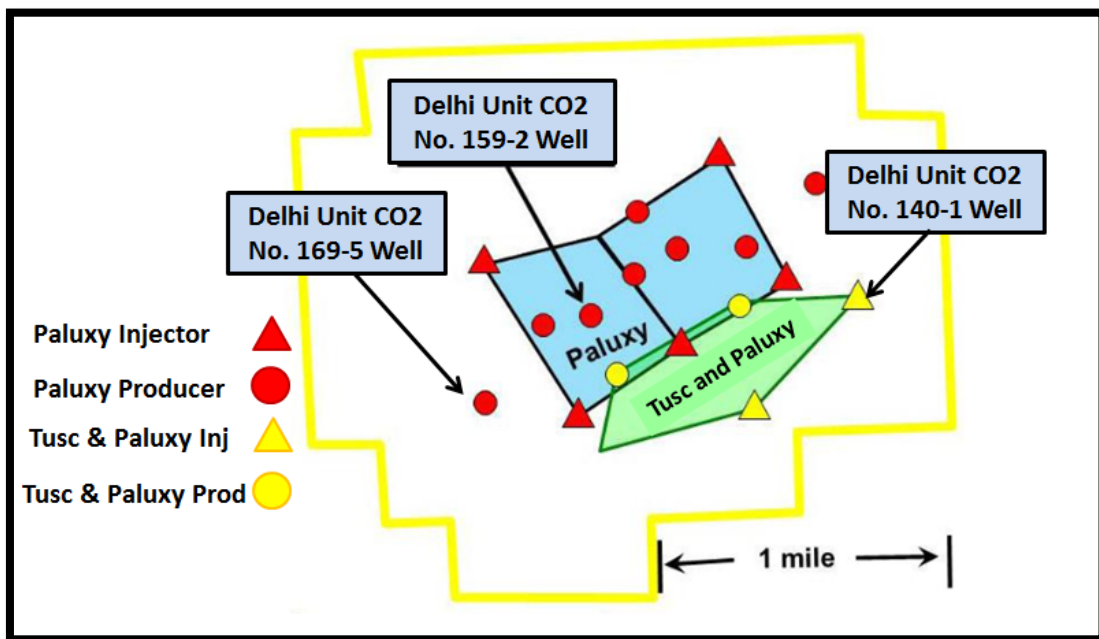 Delhi Unit CO2
No. 159-2 Well
Delhi Unit CO2
No. 140-1 Well
Delhi Unit CO2
No. 169-5 Well
Paluxy Injector
Paluxy Producer
Tusc & Paluxy Inj
Tusc & Paluxy Prod
Paluxy
Tusc and Paluxy
1 mile